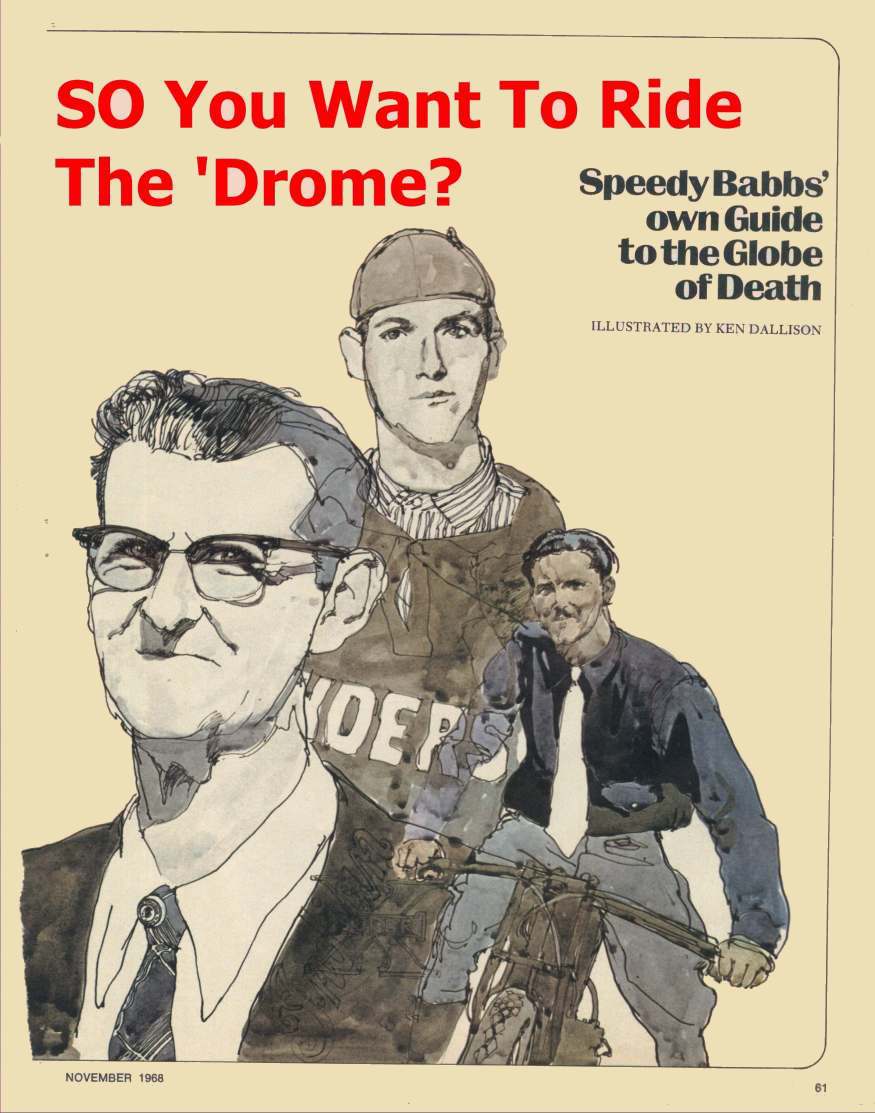 SO You Want To Ride
The 'Drome?
Speedy Babbs'
own Guide
to the Globe
of Death
ILLUSTRATED BY KEN DALLISON
NOVEMBER 1968
61